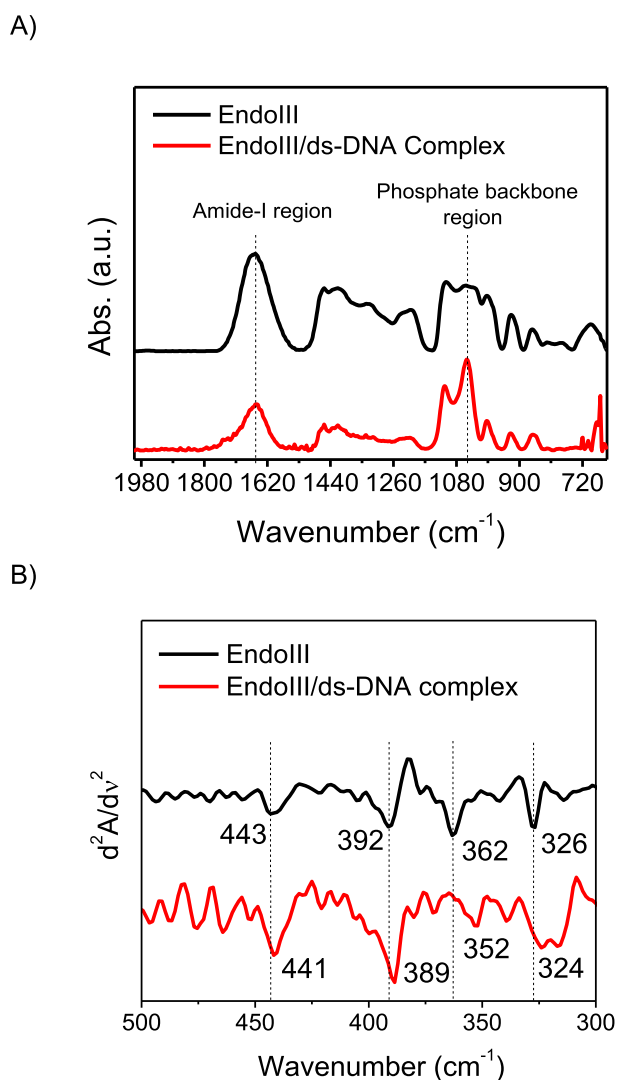 A)
EndoIII
EndoIII/ds-DNA Complex
Amide-I region
Phosphate backbone
region
Abs. (a.u.)
1980 1800 1620 1440 1260 1080 900 720
Wavenumber (cm⁻¹)
B)
EndoIII
EndoIII/ds-DNA complex
d²A/dν²
443 392 362 326
441 389 352 324
500 450 400 350 300
Wavenumber (cm⁻¹)